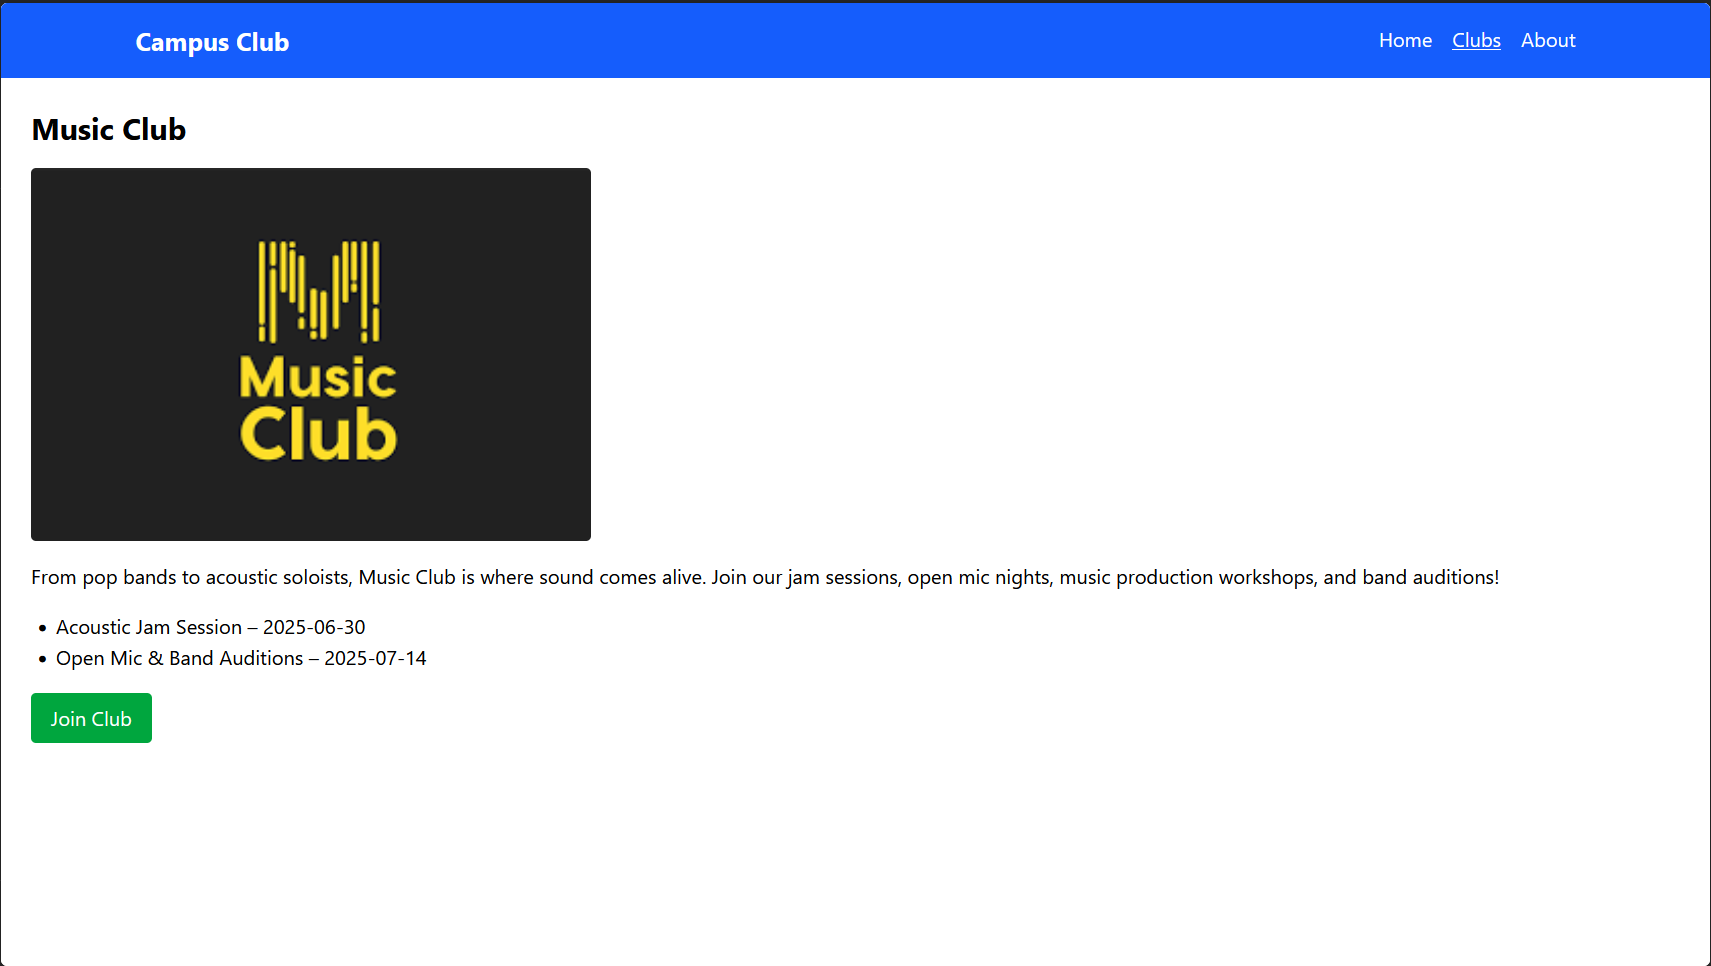 Campus Club
Home Clubs About
Music Club
Music
Club
From pop bands to acoustic soloists, Music Club is where sound comes alive. Join our jam sessions, open mic nights, music production workshops, and band auditions!
• Acoustic Jam Session – 2025-06-30
• Open Mic & Band Auditions – 2025-07-14
Join Club